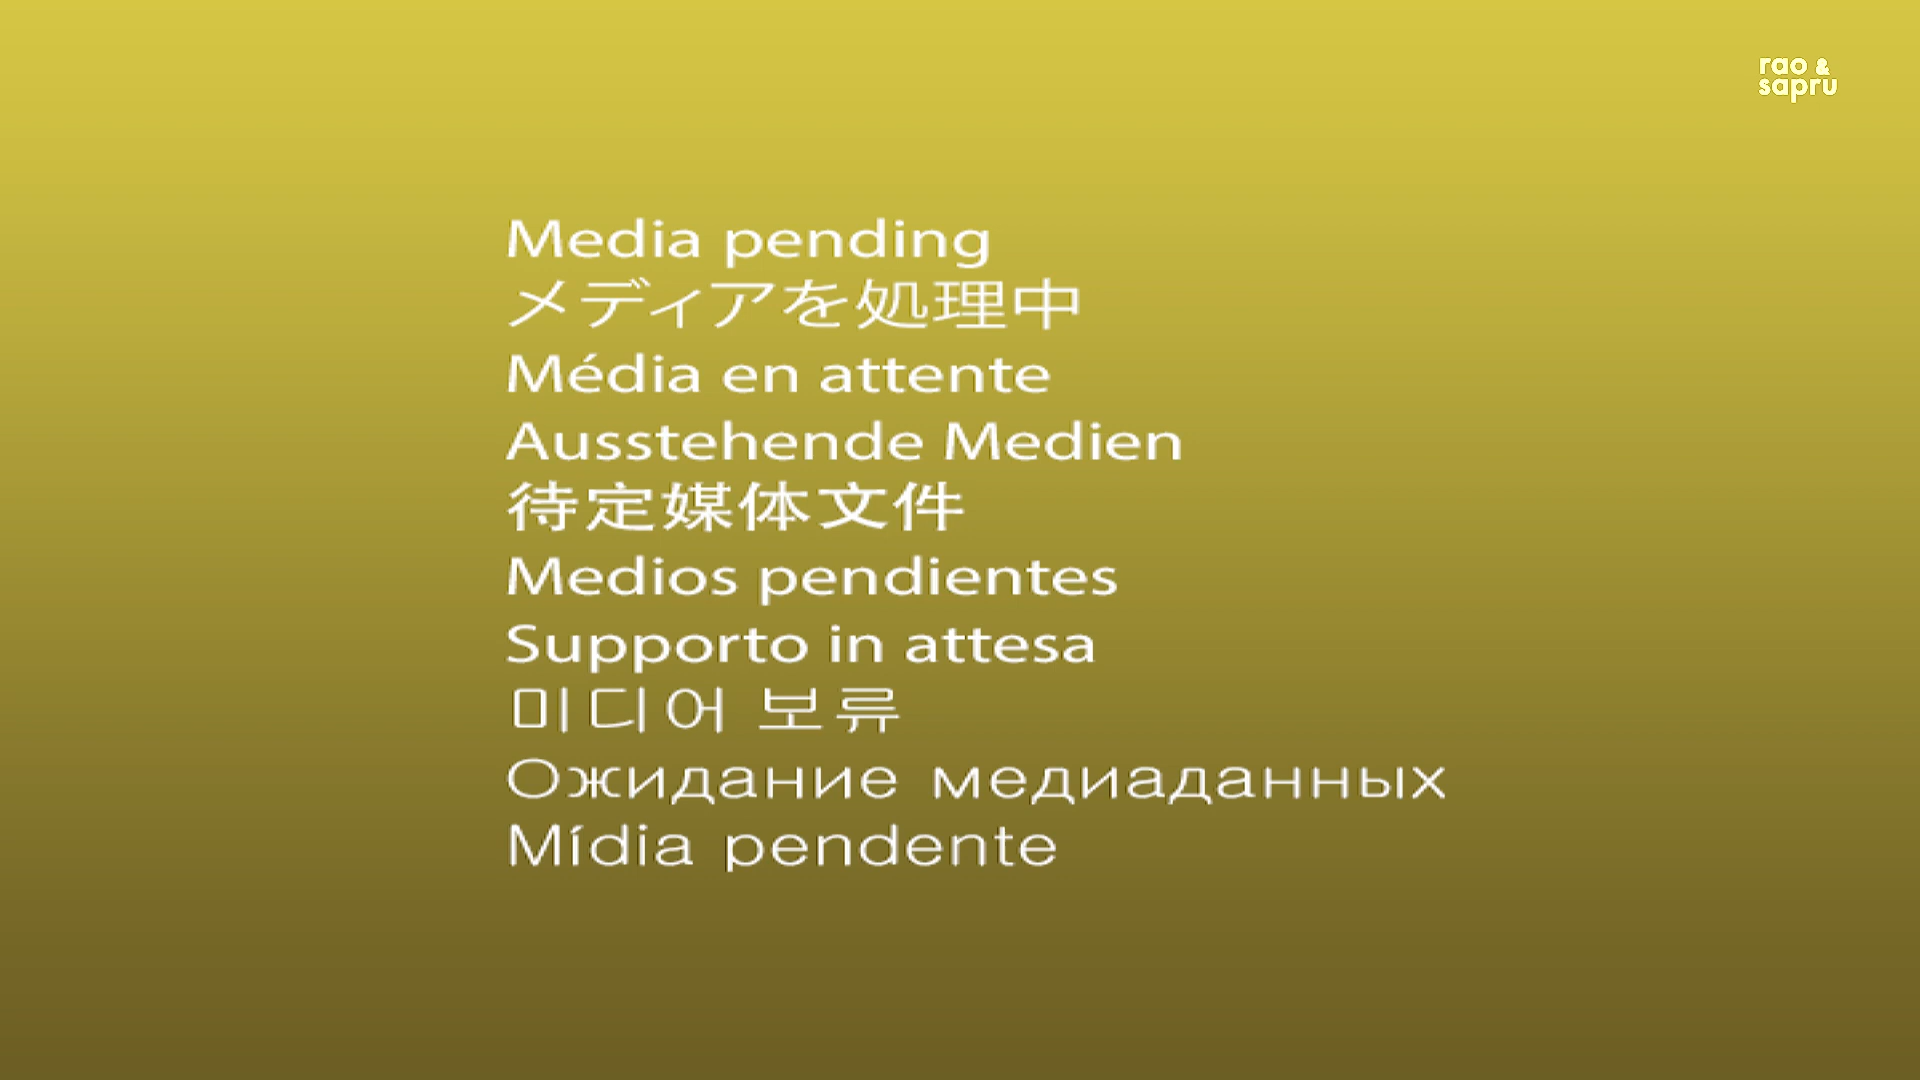 rao &
sapru
Media pending
メディアを処理中
Média en attente
Ausstehende Medien
待定媒体文件
Medios pendientes
Supporto in attesa
미디어 보류
Ожидание медиаданных
Mídia pendente